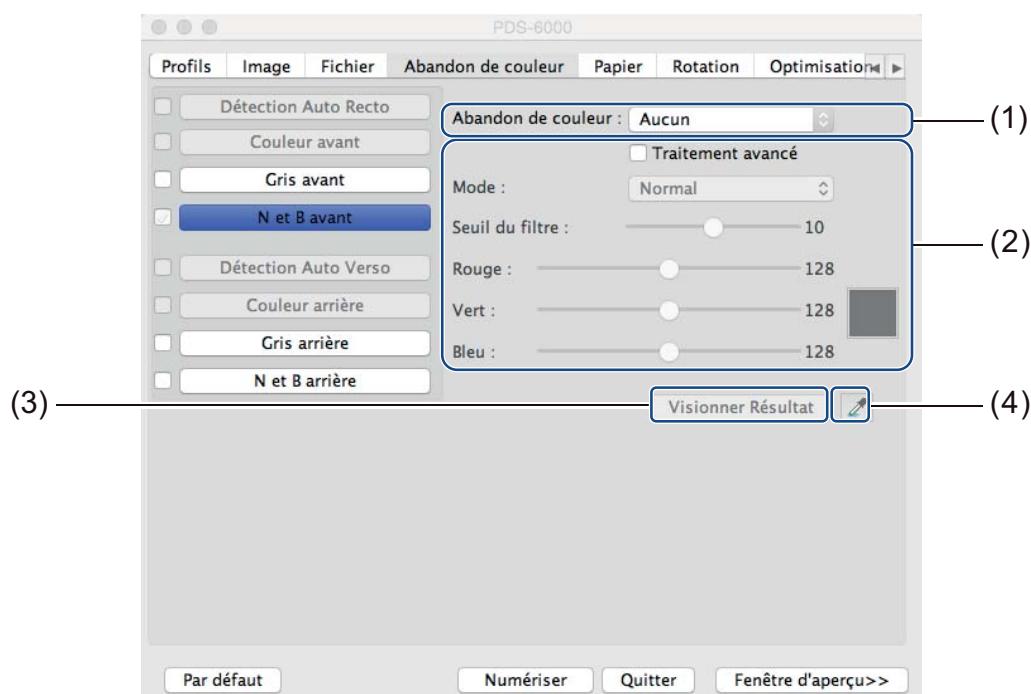 PDS-6000
Profils Image Fichier Abandon de couleur Papier Rotation Optimisation
Détection Auto Recto
Couleur avant
Gris avant
N et B avant
Détection Auto Verso
Couleur arrière
Gris arrière
N et B arrière
Abandon de couleur : Aucun
(1)
Traitement avancé
Mode : Normal
Seuil du filtre : 10
(2)
Rouge : 128
Vert : 128
Bleu : 128
(3)
Visionner Résultat
(4)
Par défaut Numériser Quitter Fenêtre d'aperçu>>